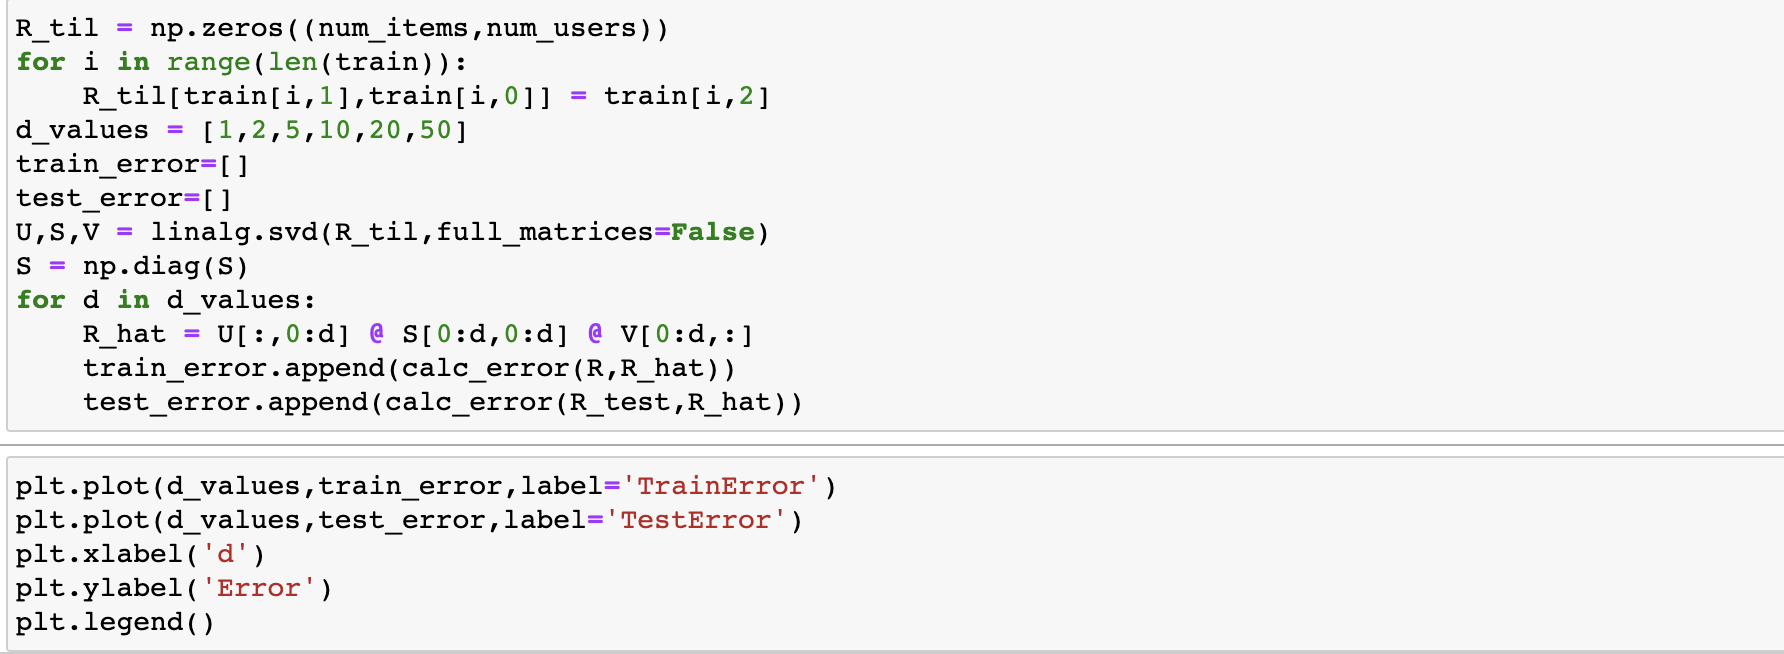 R_til = np.zeros((num_items,num_users))
for i in range(len(train)):
    R_til[train[i,1],train[i,0]] = train[i,2]
d_values = [1,2,5,10,20,50]
train_error=[]
test_error=[]
U,S,V = linalg.svd(R_til,full_matrices=False)
S = np.diag(S)
for d in d_values:
    R_hat = U[:,0:d] @ S[0:d,0:d] @ V[0:d,:]
    train_error.append(calc_error(R,R_hat))
    test_error.append(calc_error(R_test,R_hat))
plt.plot(d_values,train_error,label='TrainError')
plt.plot(d_values,test_error,label='TestError')
plt.xlabel('d')
plt.ylabel('Error')
plt.legend()